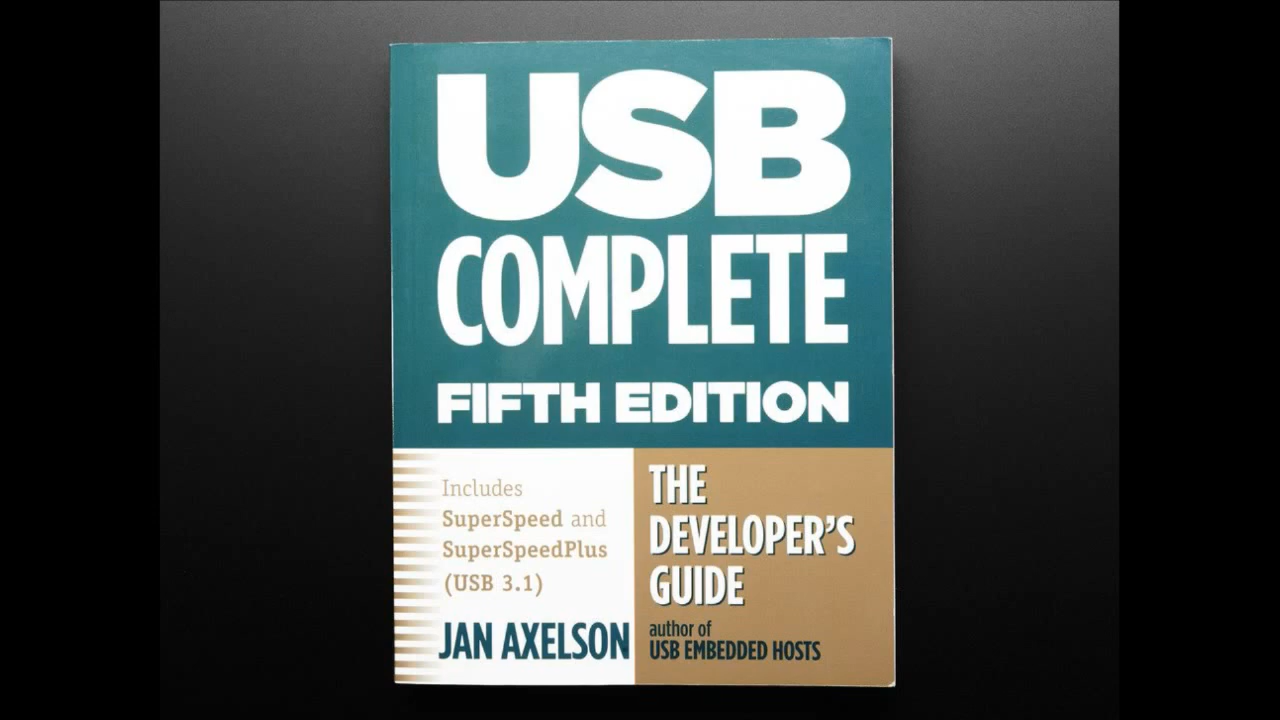 USB
COMPLETE
FIFTH EDITION
Includes
SuperSpeed and
SuperSpeedPlus
(USB 3.1)
JAN AXELSON
THE
DEVELOPER'S
GUIDE
author of
USB EMBEDDED HOSTS